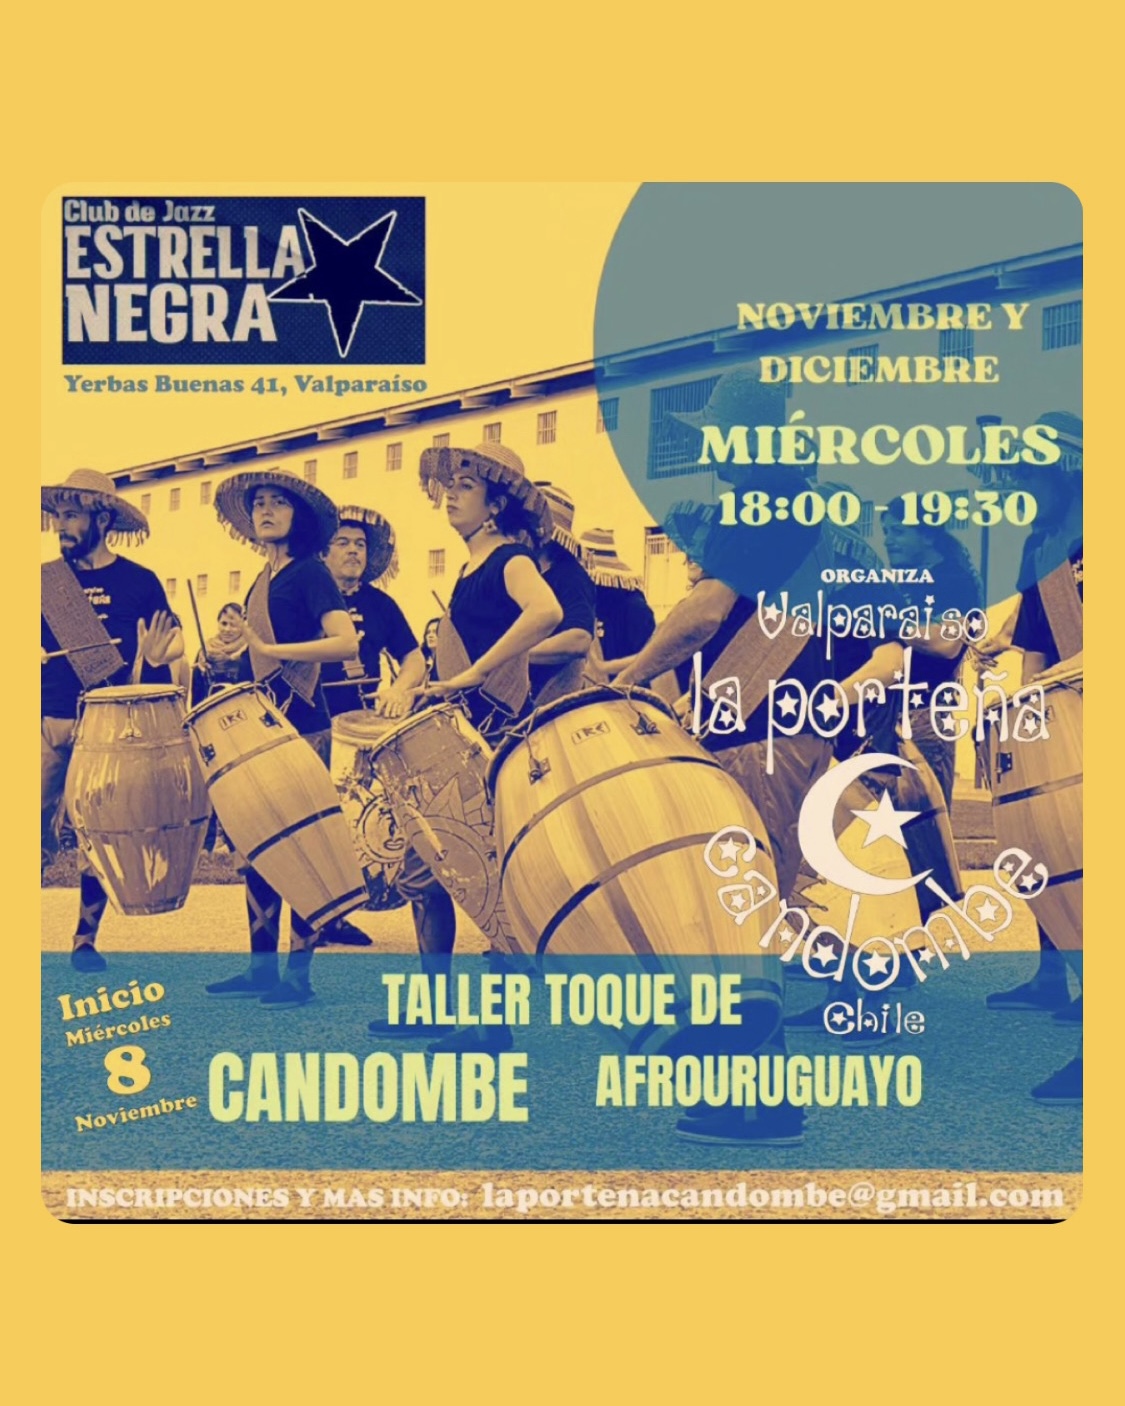 Club de Jazz
ESTRELLA
NEGRA
Yerbas Buenas 41, Valparaíso
NOVIEMBRE Y
DICIEMBRE
MIÉRCOLES
18:00 - 19:30
ORGANIZA
Valparaiso
la porteña
candombe
Chile
Inicio
Miércoles
8
Noviembre
TALLER TOQUE DE
CANDOMBE AFROURUGUAYO
INSCRIPCIONES Y MAS INFO: laportenacandombe@gmail.com